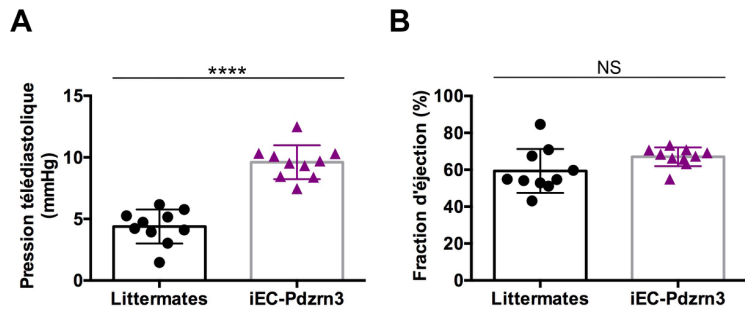 A
Pression télédiastolique
(mmHg)
****
15
10
5
0
Littermates
iEC-Pdzrn3
B
Fraction d'éjection (%)
NS
100
80
60
40
20
0
Littermates
iEC-Pdzrn3